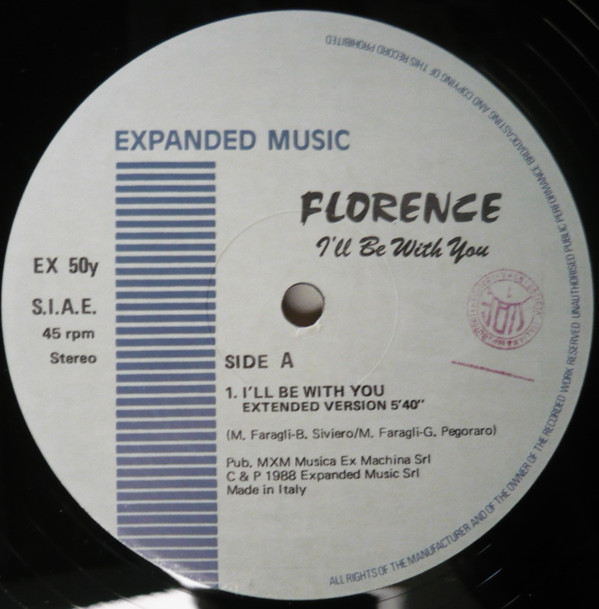 EXPANDED MUSIC
FLORENCE
I'll Be With You
EX 50y
S.I.A.E.
45 rpm
Stereo
SIDE A
1. I'LL BE WITH YOU
EXTENDED VERSION 5'40"
(M. Faragli-B. Siviero/M. Faragli-G. Pegoraro)
Pub. MXM Musica Ex Machina Srl
C & P 1988 Expanded Music Srl
Made in Italy
ALL RIGHTS OF THE MANUFACTURER AND OF THE OWNER OF THE RECORDED WORK RESERVED UNAUTHORISED PUBLIC PERFORMANCE BROADCASTING AND COPYING OF THIS RECORD PROHIBITED